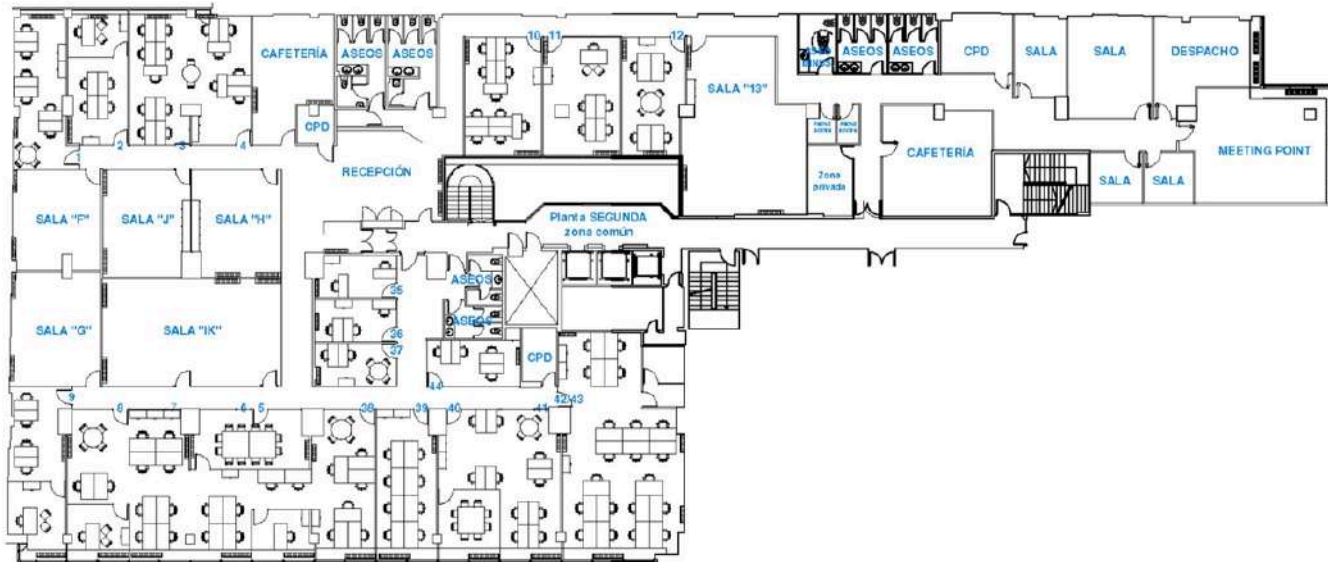 CAFETERÍA
ASEOS
ASEOS
10
11
12
ASEOS
ASEOS
CPD
SALA
SALA
DESPACHO
SALA "13"
CPD
1
2
3
4
RECEPCIÓN
CAFETERÍA
MEETING POINT
Zona
privada
SALA
SALA
SALA "F"
SALA "J"
SALA "H"
Planta SEGUNDA
zona común
ASEOS
35
ASEOS
SALA "G"
SALA "IK"
36
37
CPD
44
9
42/43
8
7
6
5
38
39
40
41